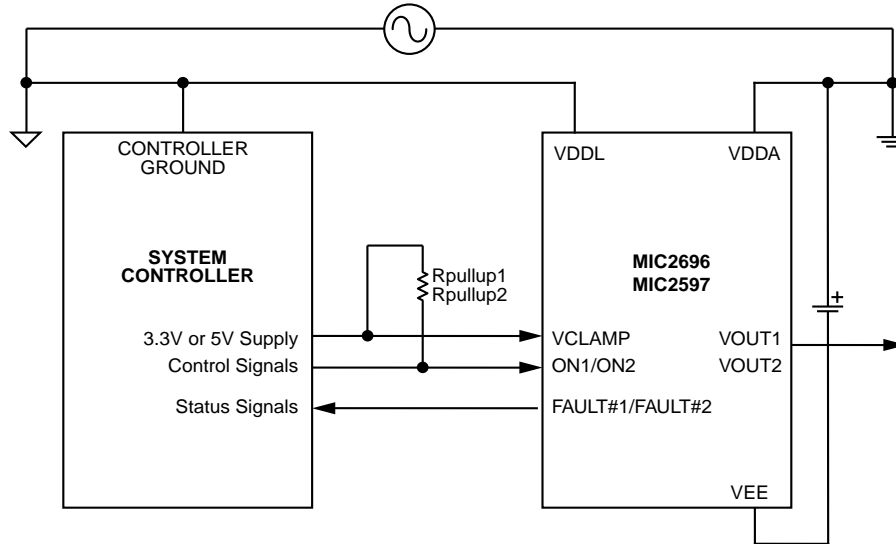 CONTROLLER
GROUND
SYSTEM
CONTROLLER
3.3V or 5V Supply
Control Signals
Status Signals
Rpullup1
Rpullup2
VDDL
VDDA
MIC2696
MIC2597
VCLAMP
ON1/ON2
FAULT#1/FAULT#2
VOUT1
VOUT2
VEE
+